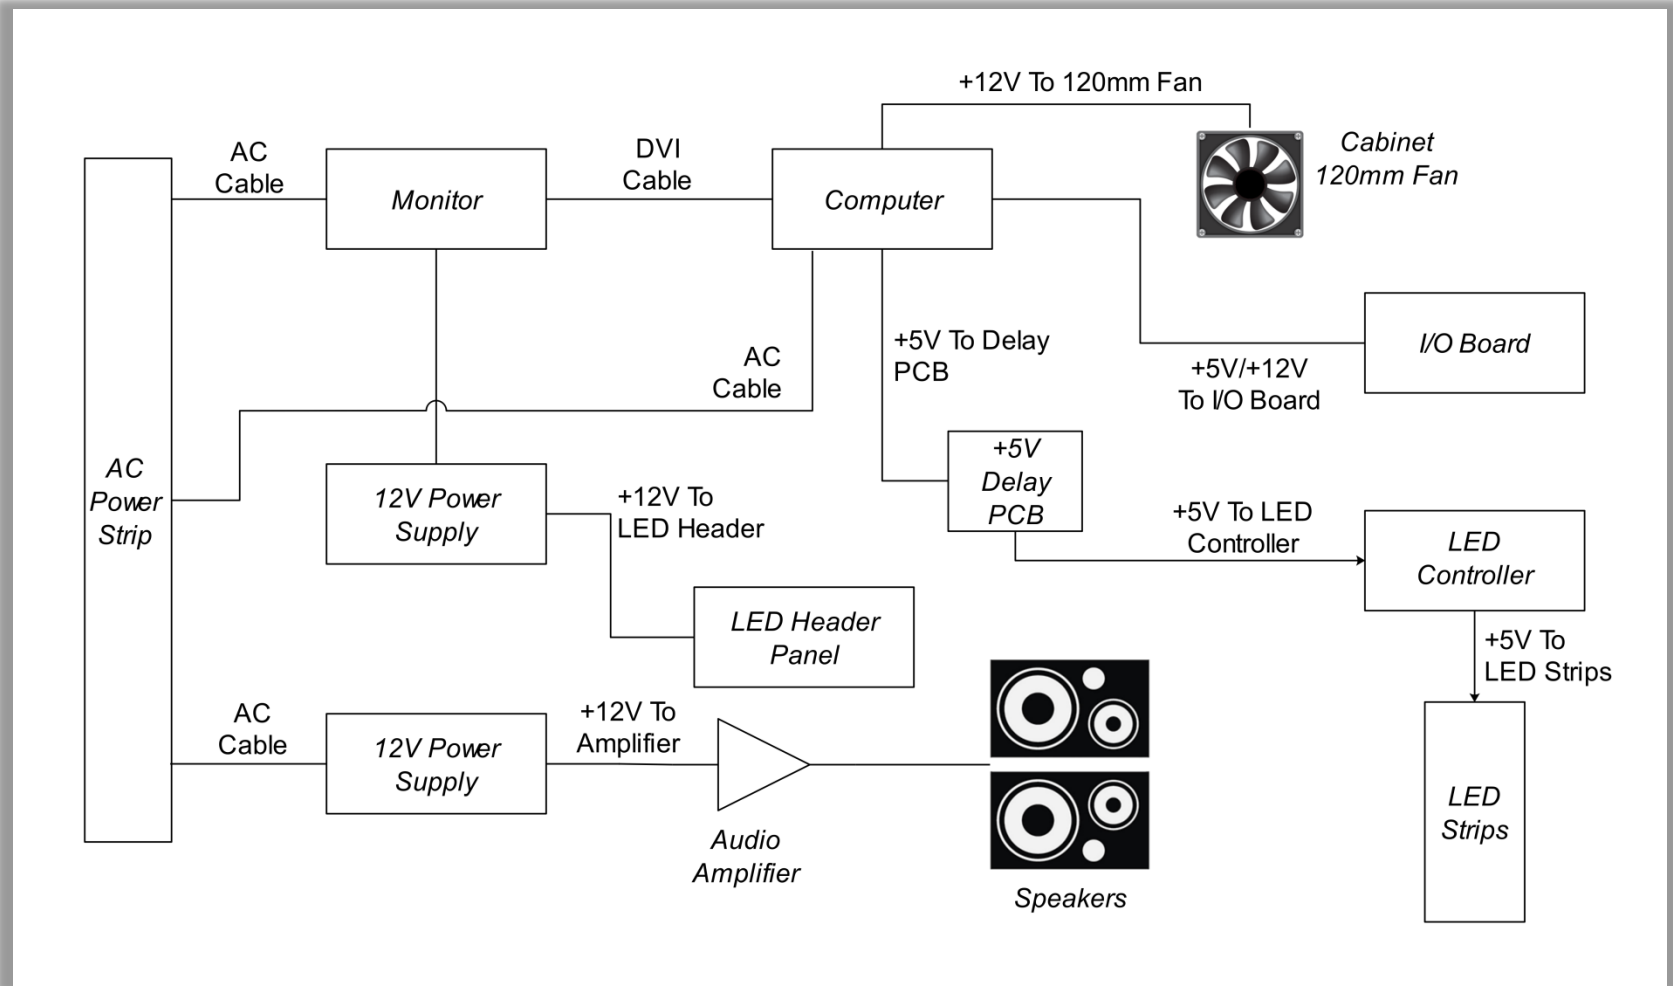 +12V To 120mm Fan
Cabinet
120mm Fan
AC
Cable
Monitor
DVI
Cable
Computer
I/O Board
+5V/+12V
To I/O Board
+5V To Delay
PCB
AC
Cable
AC
Power
Strip
12V Power
Supply
+12V To
LED Header
+5V
Delay
PCB
+5V To LED
Controller
LED
Controller
LED Header
Panel
+5V To
LED Strips
AC
Cable
12V Power
Supply
+12V To
Amplifier
Audio
Amplifier
Speakers
LED
Strips